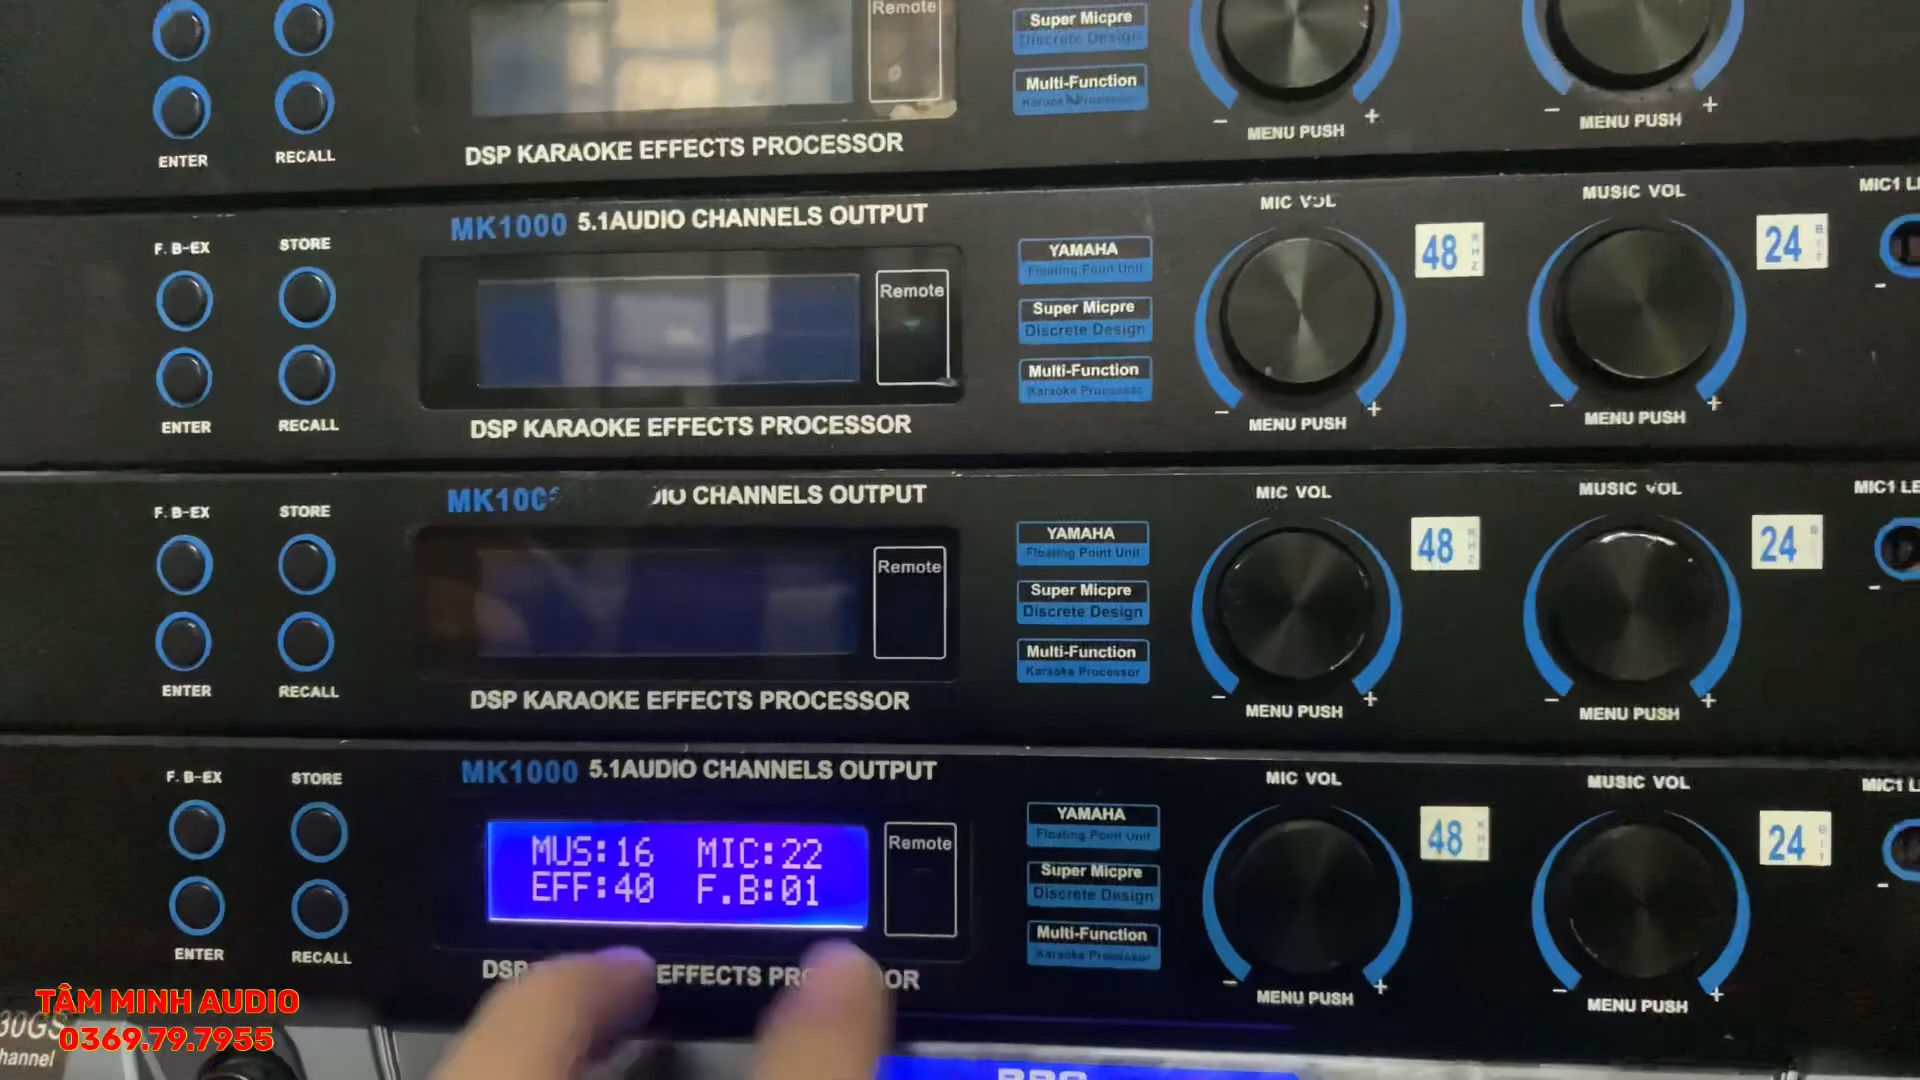 Remote
Super Micpre
Discrete Design
Multi-Function
Karaoke Processor
- +
MENU PUSH
- +
MENU PUSH
ENTER
RECALL
DSP KARAOKE EFFECTS PROCESSOR
F. B-EX
STORE
MK1000 5.1AUDIO CHANNELS OUTPUT
Remote
YAMAHA
Floating Point Unit
Super Micpre
Discrete Design
Multi-Function
Karaoke Processor
MIC VOL
48
- +
MENU PUSH
MUSIC VOL
24
- +
MENU PUSH
MIC1
-
ENTER
RECALL
DSP KARAOKE EFFECTS PROCESSOR
F. B-EX
STORE
CHANNELS OUTPUT
Remote
YAMAHA
Floating Point Unit
Super Micpre
Discrete Design
Multi-Function
Karaoke Processor
MIC VOL
48
- +
MENU PUSH
MUSIC VOL
24
- +
MENU PUSH
MIC1
-
ENTER
RECALL
DSP KARAOKE EFFECTS PROCESSOR
F. B-EX
STORE
MK1000 5.1AUDIO CHANNELS OUTPUT
MUS:16 MIC:22
EFF:40 F.B:01
Remote
YAMAHA
Floating Point Unit
Super Micpre
Discrete Design
Multi-Function
Karaoke Processor
MIC VOL
48
- +
MENU PUSH
MUSIC VOL
24
- +
MENU PUSH
MIC1
-
ENTER
RECALL
DSP EFFECTS
TÂM MINH AUDIO
0369.79.7955